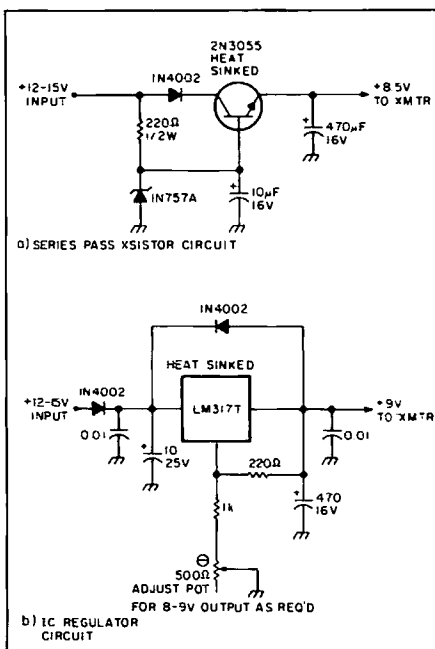 2N3055
HEAT
SINKED
+12-15V
INPUT
1N4002
+8.5V
TO XMTR
220Ω
1/2W
470µF
16V
1N757A
10µF
16V
a) SERIES PASS XSISTOR CIRCUIT
1N4002
HEAT SINKED
+12-15V
INPUT
1N4002
LM317T
+9V
TO XMTR
0.01
10
25V
220Ω
0.01
470
16V
1k
500Ω
ADJUST POT
FOR 8-9V OUTPUT AS REQ'D
b) IC REGULATOR
CIRCUIT